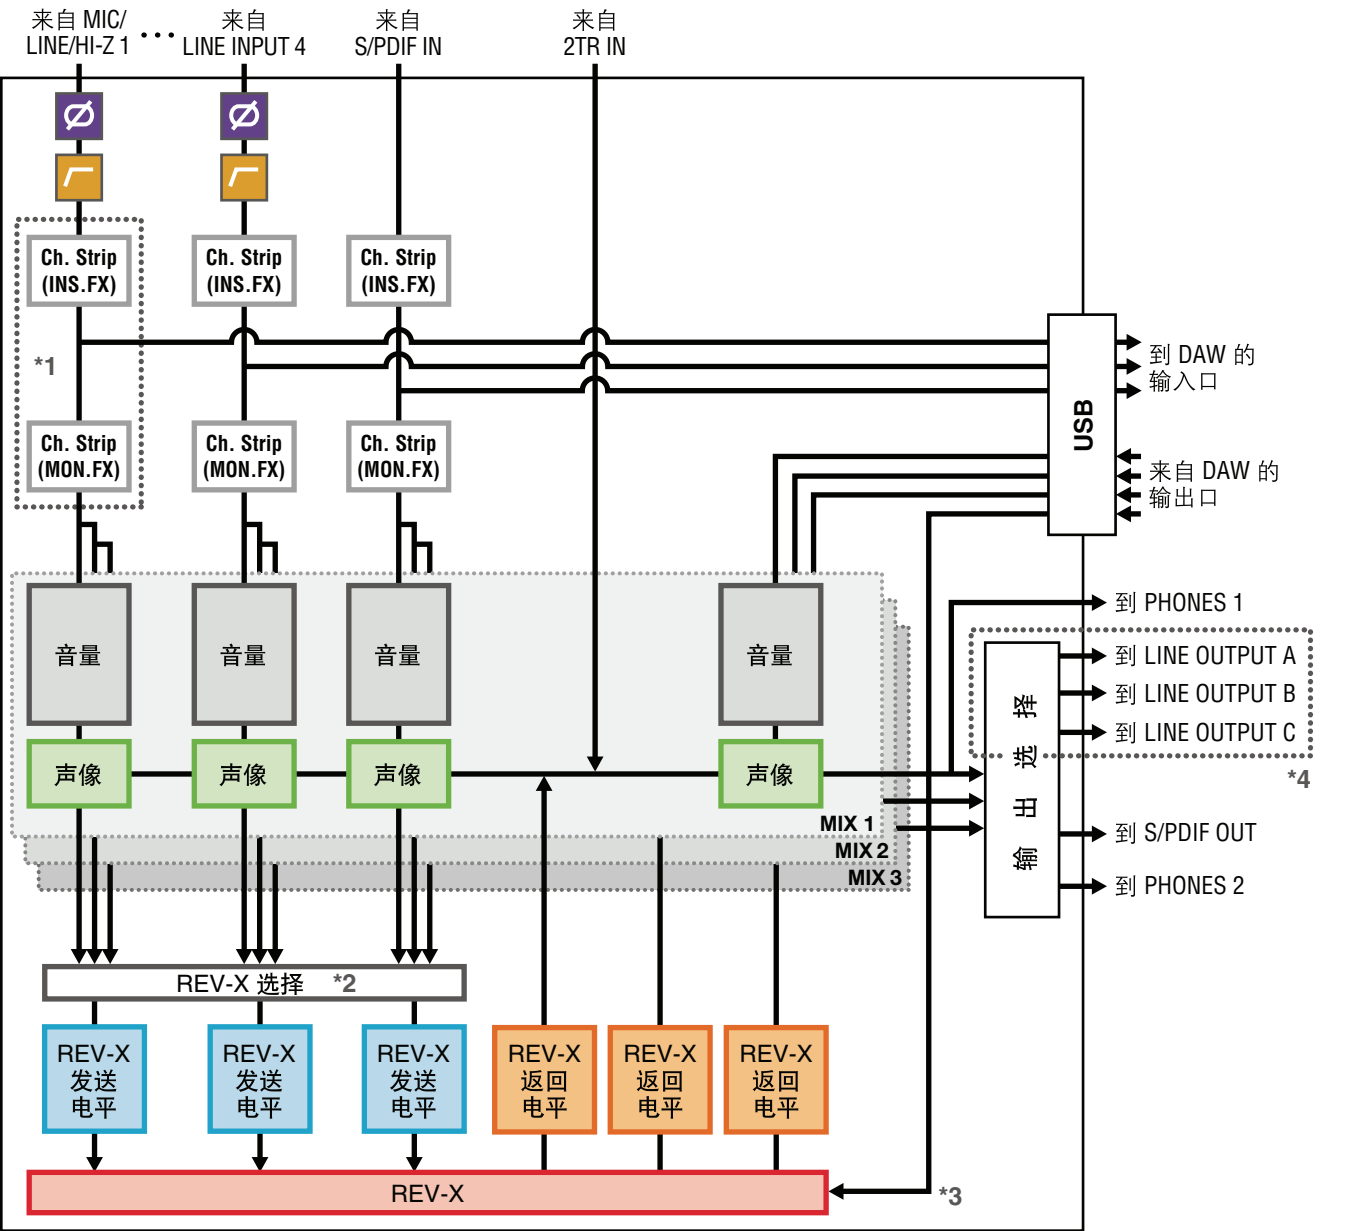 来自 MIC/
LINE/HI-Z 1
...
来自
LINE INPUT 4
来自
S/PDIF IN
来自
2TR IN
Ø
Ø
Ch. Strip
(INS.FX)
Ch. Strip
(INS.FX)
Ch. Strip
(INS.FX)
*1
到 DAW 的
输入口
USB
来自 DAW 的
输出口
Ch. Strip
(MON.FX)
Ch. Strip
(MON.FX)
Ch. Strip
(MON.FX)
音量
音量
音量
音量
声像
声像
声像
声像
MIX 1
MIX 2
MIX 3
输出选择
到 PHONES 1
到 LINE OUTPUT A
到 LINE OUTPUT B
到 LINE OUTPUT C
*4
到 S/PDIF OUT
到 PHONES 2
REV-X 选择 *2
REV-X
发送
电平
REV-X
发送
电平
REV-X
发送
电平
REV-X
返回
电平
REV-X
返回
电平
REV-X
返回
电平
REV-X
*3